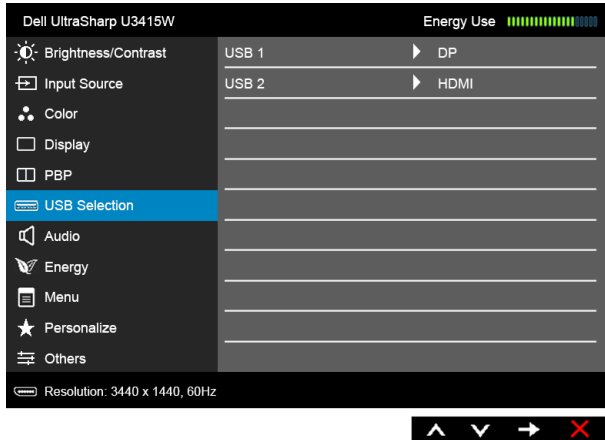 Dell UltraSharp U3415W Energy Use
Brightness/Contrast USB 1 DP
Input Source USB 2 HDMI
Color
Display
PBP
USB Selection
Audio
Energy
Menu
Personalize
Others
Resolution: 3440 x 1440, 60Hz